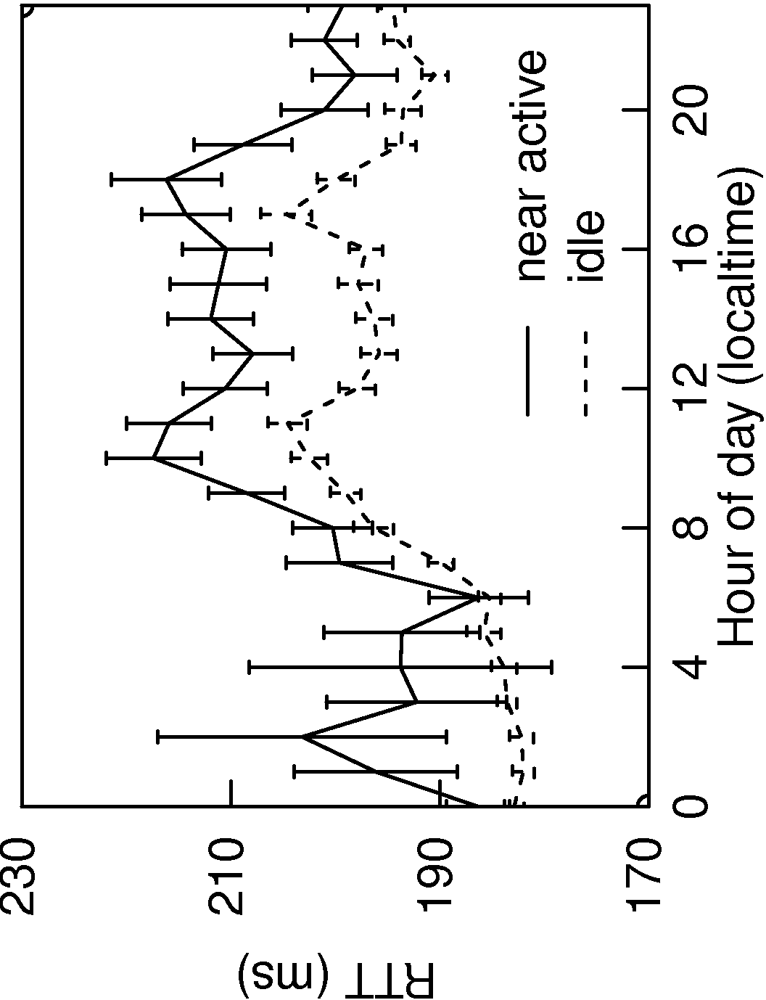 230
210
190
170
RTT (ms)
0
4
8
12
16
20
Hour of day (localtime)
near active
idle